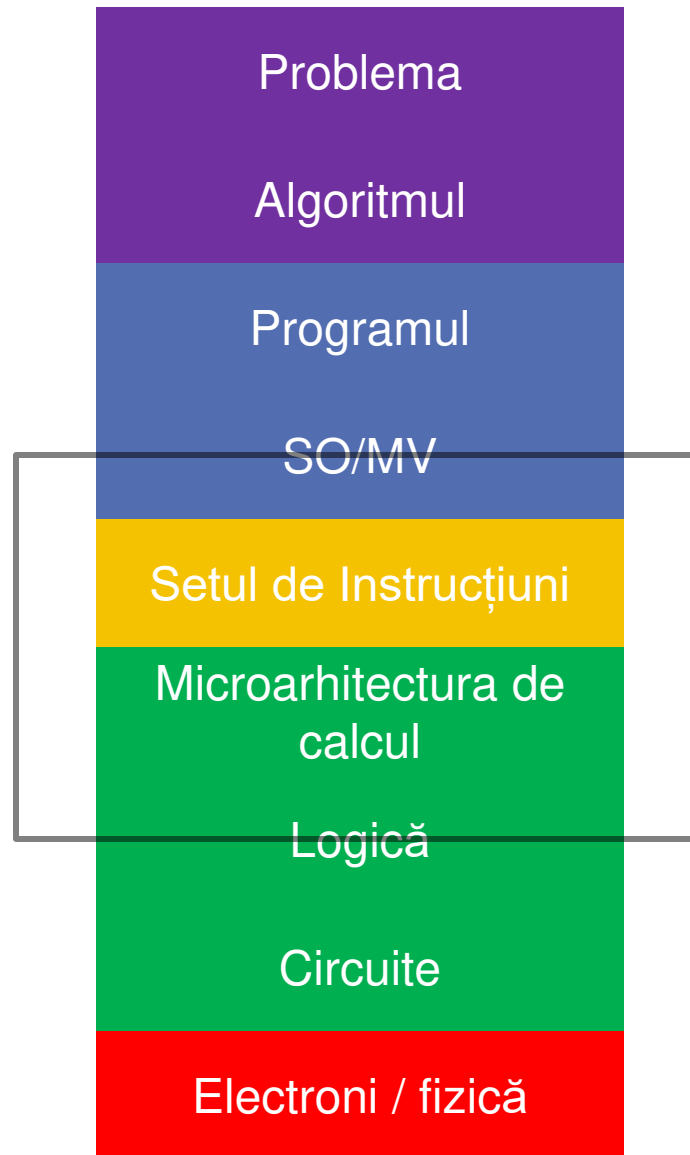 Problema
Algoritmul
Programul
SO/MV
Setul de Instrucțiuni
Microarhitectura de
calcul
Logică
Circuite
Electroni / fizică